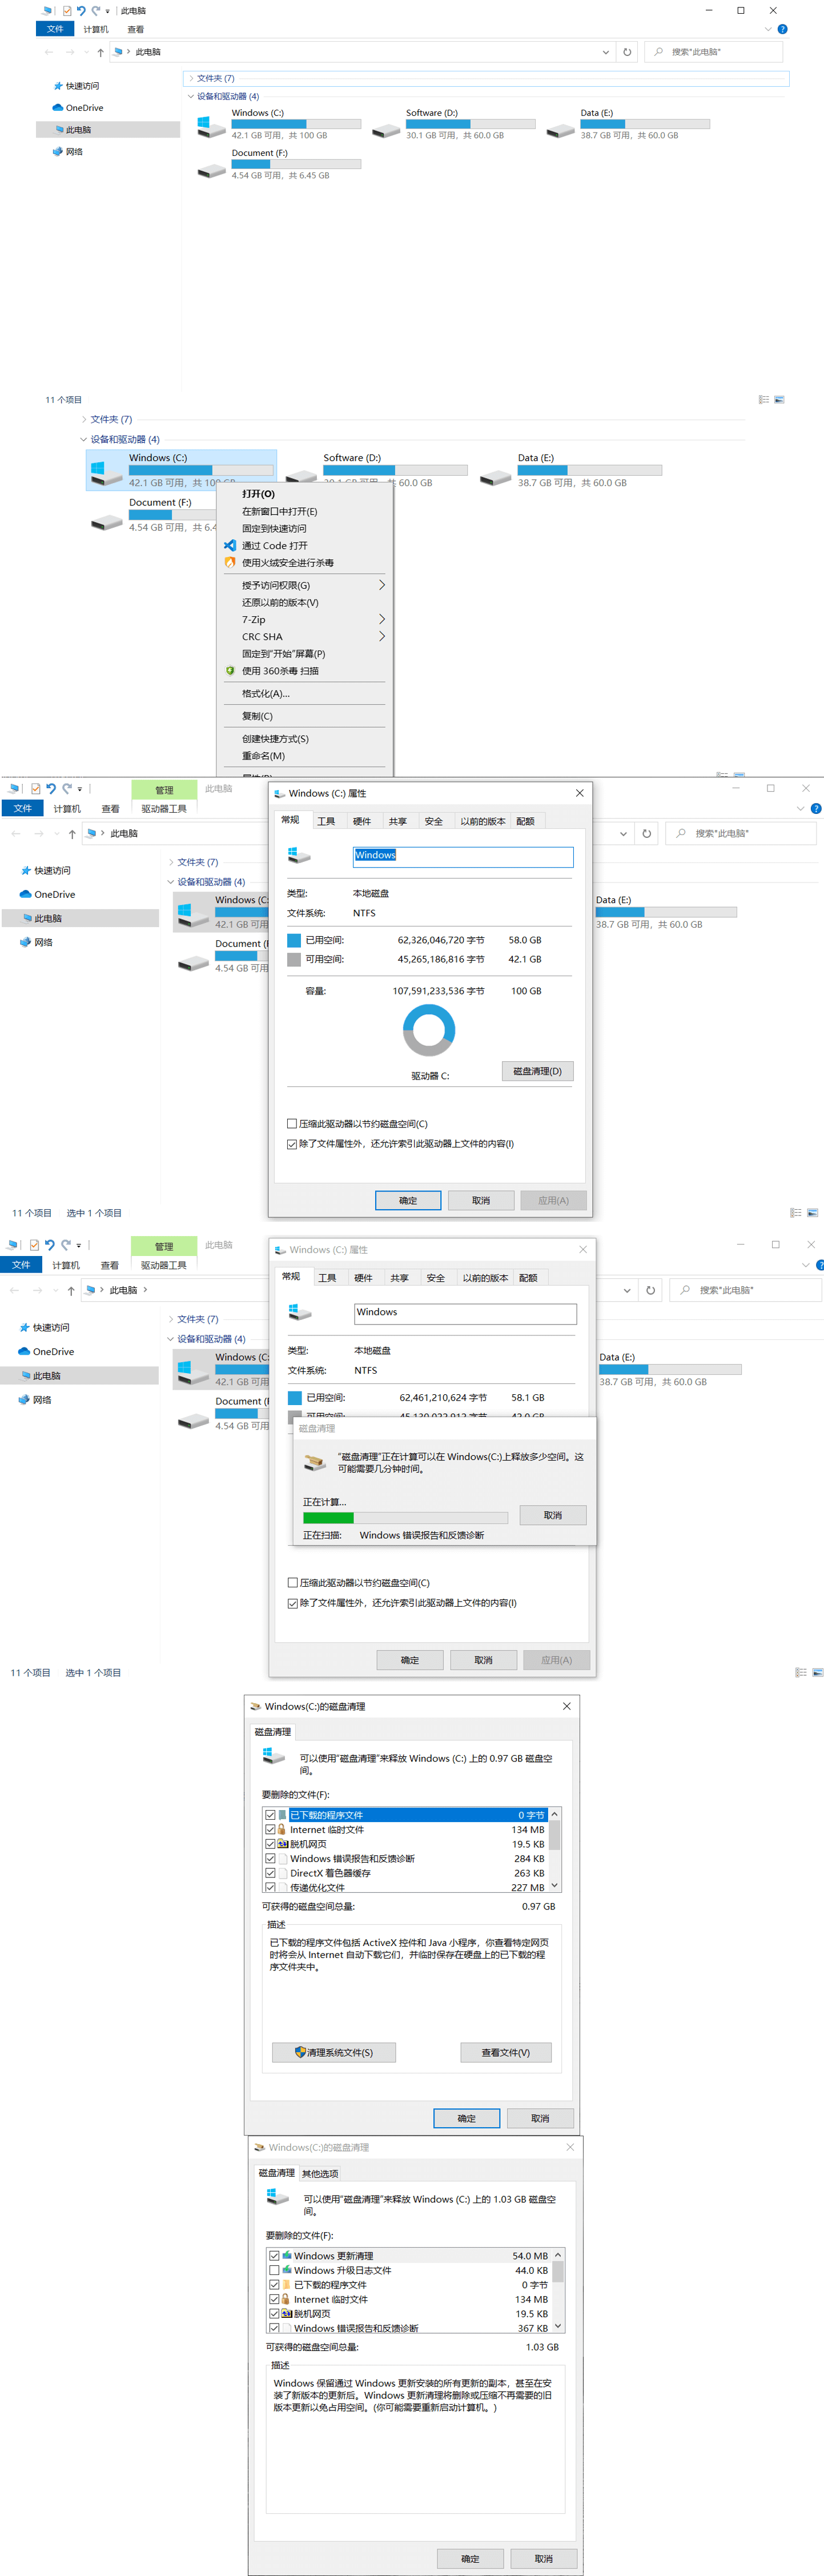 此电脑
文件 计算机 查看
此电脑 搜索"此电脑"
快速访问
OneDrive
此电脑
网络
文件夹 (7)
设备和驱动器 (4)
Windows (C:)
42.1 GB 可用，共 100 GB
Software (D:)
30.1 GB 可用，共 60.0 GB
Data (E:)
38.7 GB 可用，共 60.0 GB
Document (F:)
4.54 GB 可用，共 6.45 GB
11 个项目
文件夹 (7)
设备和驱动器 (4)
Windows (C:)
42.1 GB 可用，共 100 GB
Software (D:)
30.1 GB 可用，共 60.0 GB
Data (E:)
38.7 GB 可用，共 60.0 GB
Document (F:)
4.54 GB 可用，共 6.4
打开(O)
在新窗口中打开(E)
固定到快速访问
通过 Code 打开
使用火绒安全进行杀毒
授予访问权限(G)
还原以前的版本(V)
7-Zip
CRC SHA
固定到"开始"屏幕(P)
使用 360杀毒 扫描
格式化(A)...
复制(C)
创建快捷方式(S)
重命名(M)
管理 此电脑
文件 计算机 查看 驱动器工具
此电脑 搜索"此电脑"
快速访问
OneDrive
此电脑
网络
文件夹 (7)
设备和驱动器 (4)
Windows (C:
42.1 GB 可用
Document (F
4.54 GB 可用
Data (E:)
38.7 GB 可用，共 60.0 GB
Windows (C:) 属性
常规 工具 硬件 共享 安全 以前的版本 配额
Windows
类型: 本地磁盘
文件系统: NTFS
已用空间: 62,326,046,720 字节 58.0 GB
可用空间: 45,265,186,816 字节 42.1 GB
容量: 107,591,233,536 字节 100 GB
驱动器 C: 磁盘清理(D)
压缩此驱动器以节约磁盘空间(C)
除了文件属性外，还允许索引此驱动器上文件的内容(I)
确定 取消 应用(A)
11 个项目 选中 1 个项目
管理 此电脑
文件 计算机 查看 驱动器工具
此电脑 搜索"此电脑"
快速访问
OneDrive
此电脑
网络
文件夹 (7)
设备和驱动器 (4)
Windows (C:
42.1 GB 可用
Document (F
4.54 GB 可用
Data (E:)
38.7 GB 可用，共 60.0 GB
Windows (C:) 属性
常规 工具 硬件 共享 安全 以前的版本 配额
Windows
类型: 本地磁盘
文件系统: NTFS
已用空间: 62,461,210,624 字节 58.1 GB
可用空间: 45,130,022,912 字节 42.0 GB
磁盘清理
"磁盘清理"正在计算可以在 Windows(C:)上释放多少空间。这
可能需要几分钟时间。
正在计算...
取消
正在扫描: Windows 错误报告和反馈诊断
压缩此驱动器以节约磁盘空间(C)
除了文件属性外，还允许索引此驱动器上文件的内容(I)
确定 取消 应用(A)
11 个项目 选中 1 个项目
Windows(C:)的磁盘清理
磁盘清理
可以使用"磁盘清理"来释放 Windows (C:) 上的 0.97 GB 磁盘空
间。
要删除的文件(F):
已下载的程序文件 0 字节
Internet 临时文件 134 MB
脱机网页 19.5 KB
Windows 错误报告和反馈诊断 284 KB
DirectX 着色器缓存 263 KB
传递优化文件 227 MB
可获得的磁盘空间总量: 0.97 GB
描述
已下载的程序文件包括 ActiveX 控件和 Java 小程序，你查看特定网页
时将会从 Internet 自动下载它们，并临时保存在硬盘上的已下载的程
序文件夹中。
清理系统文件(S) 查看文件(V)
确定 取消
Windows(C:)的磁盘清理
磁盘清理 其他选项
可以使用"磁盘清理"来释放 Windows (C:) 上的 1.03 GB 磁盘空
间。
要删除的文件(F):
Windows 更新清理 54.0 MB
Windows 升级日志文件 44.0 KB
已下载的程序文件 0 字节
Internet 临时文件 134 MB
脱机网页 19.5 KB
Windows 错误报告和反馈诊断 367 KB
可获得的磁盘空间总量: 1.03 GB
描述
Windows 保留通过 Windows 更新安装的所有更新的副本，甚至在安
装了新版本的更新后。Windows 更新清理将删除或压缩不再需要的旧
版本更新以免占用空间。(你可能需要重新启动计算机。)
确定 取消